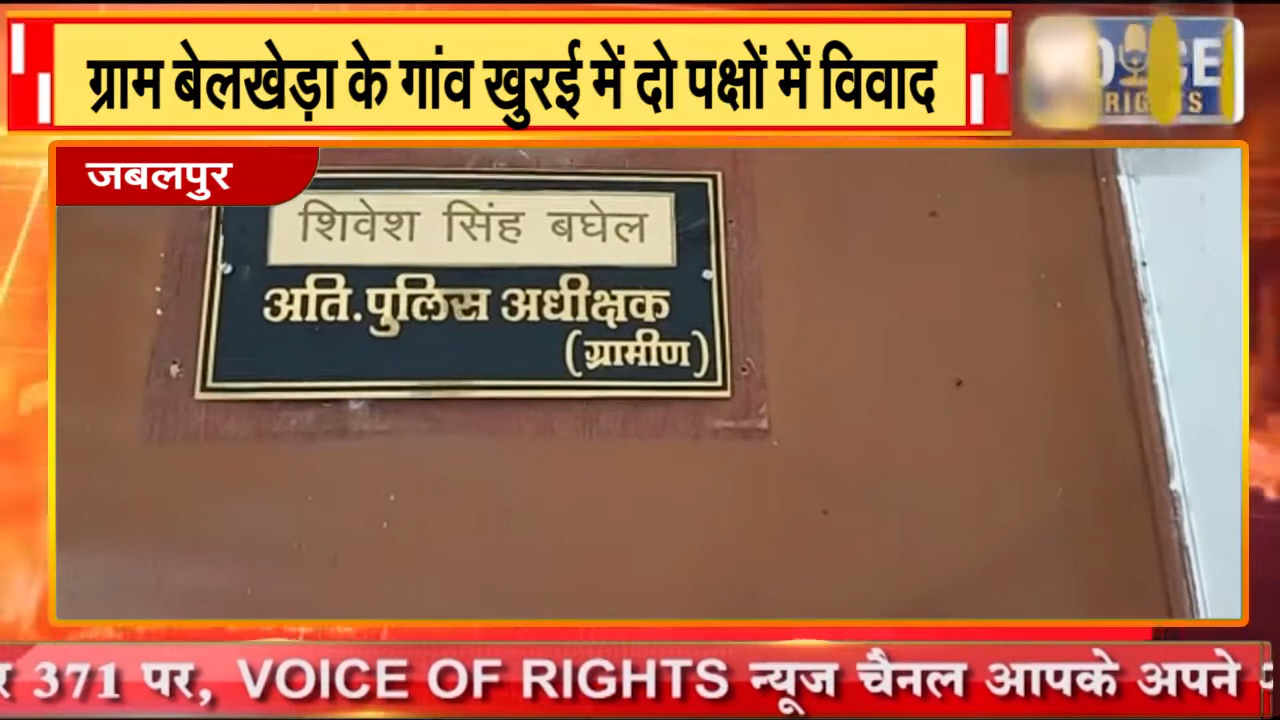 ग्राम बेलखेड़ा के गांव खुरई में दो पक्षों में विवाद
जबलपुर
शिवेश सिंह बघेल
अति.पुलिस अधीक्षक
(ग्रामीण)
371 पर, VOICE OF RIGHTS न्यूज चैनल आपके अपने